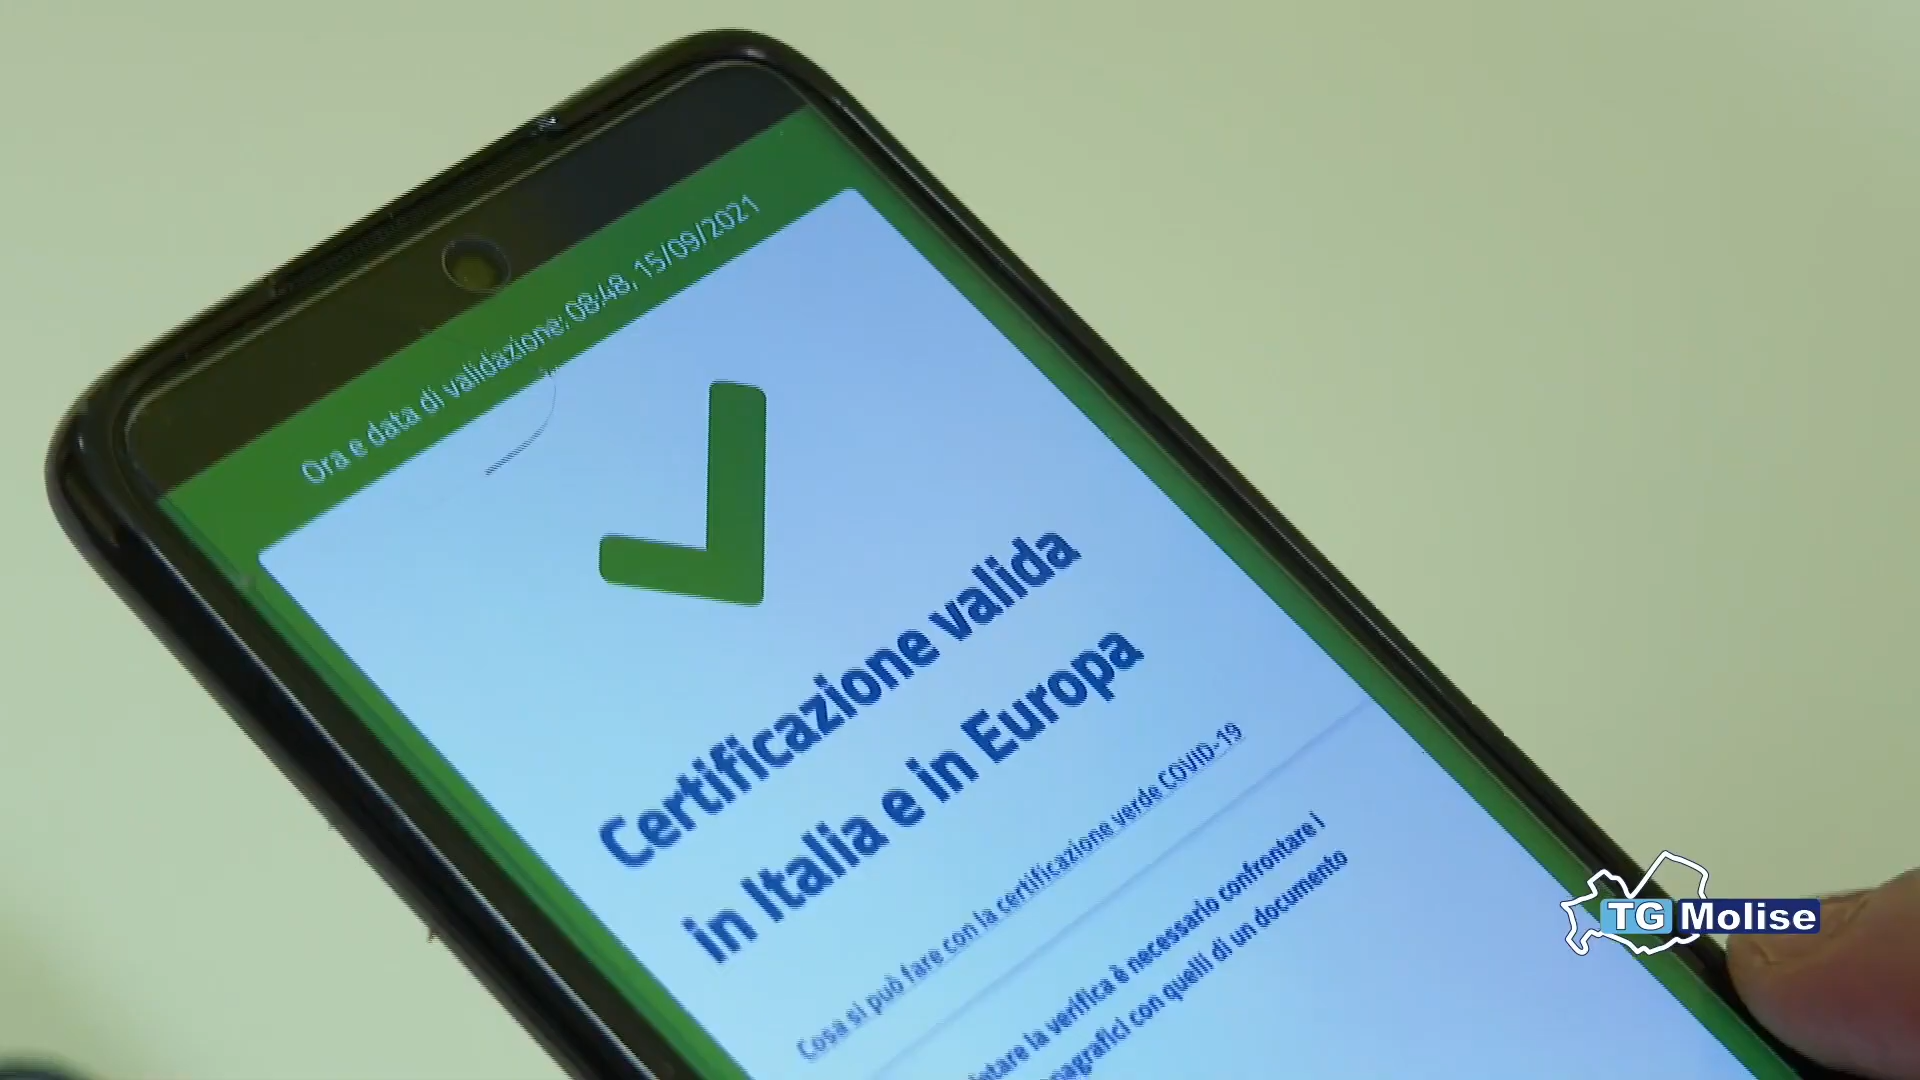 Ora e data di validazione: 08:48, 15/09/2021
Certificazione valida
in Italia e in Europa
Cosa si può fare con la certificazione verde COVID-19
la verifica è necessario confrontare i
con quelli di un documento
TG Molise